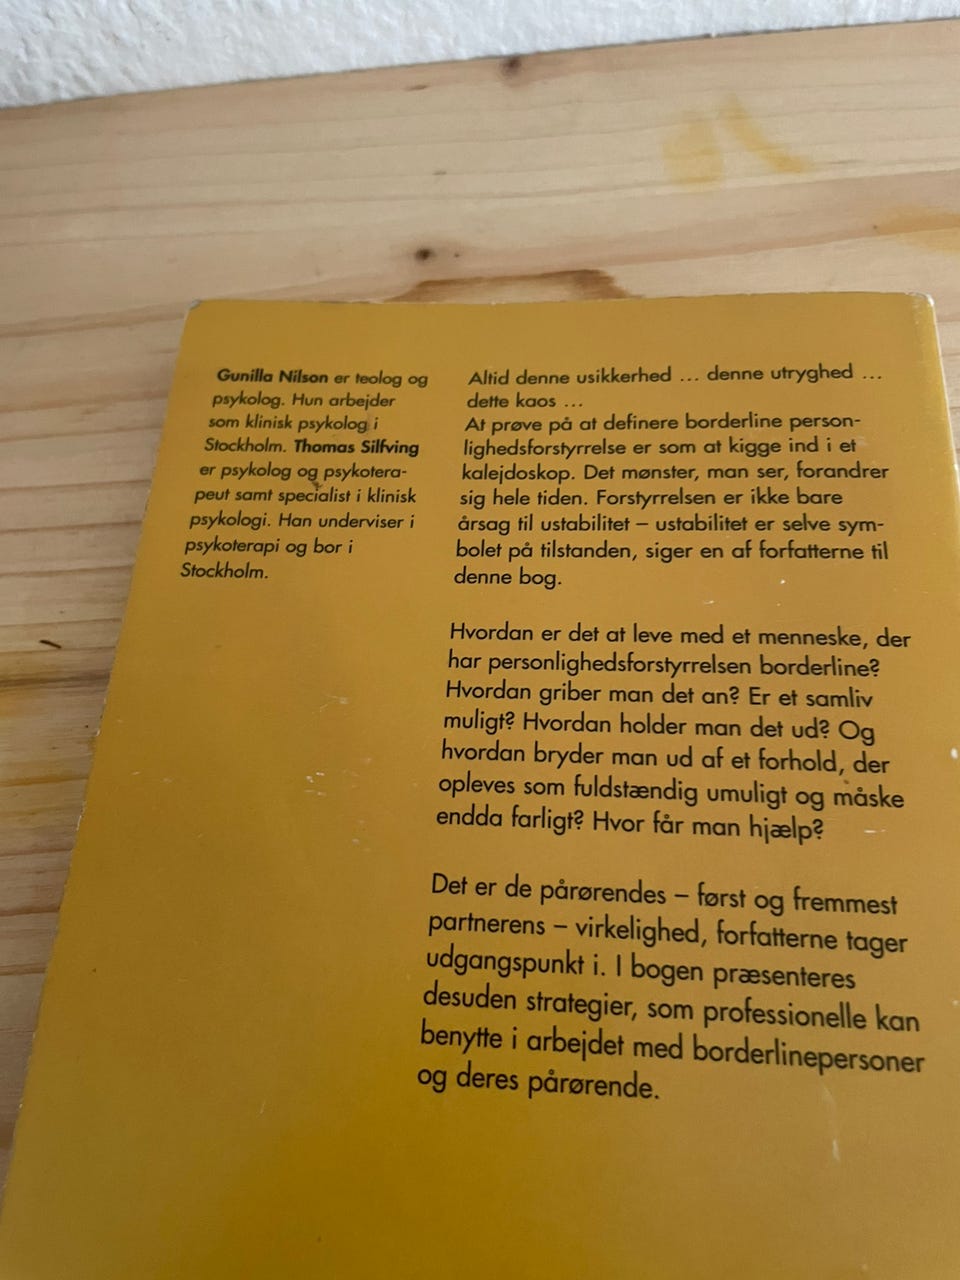 Gunilla Nilson er teolog og
psykolog. Hun arbejder
som klinisk psykolog i
Stockholm. Thomas Silfving
er psykolog og psykotera-
peut samt specialist i klinisk
psykologi. Han underviser i
psykoterapi og bor i
Stockholm.
Altid denne usikkerhed ... denne utryghed ...
dette kaos ...
At prøve på at definere borderline person-
lighedsforstyrrelse er som at kigge ind i et
kalejdoskop. Det mønster, man ser, forandrer
sig hele tiden. Forstyrrelsen er ikke bare
årsag til ustabilitet – ustabilitet er selve sym-
bolet på tilstanden, siger en af forfatterne til
denne bog.
Hvordan er det at leve med et menneske, der
har personlighedsforstyrrelsen borderline?
Hvordan griber man det an? Er et samliv
muligt? Hvordan holder man det ud? Og
hvordan bryder man ud af et forhold, der
opleves som fuldstændig umuligt og måske
endda farligt? Hvor får man hjælp?
Det er de pårørendes – først og fremmest
partnerens – virkelighed, forfatterne tager
udgangspunkt i. I bogen præsenteres
desuden strategier, som professionelle kan
benytte i arbejdet med borderlinepersoner
og deres pårørende.